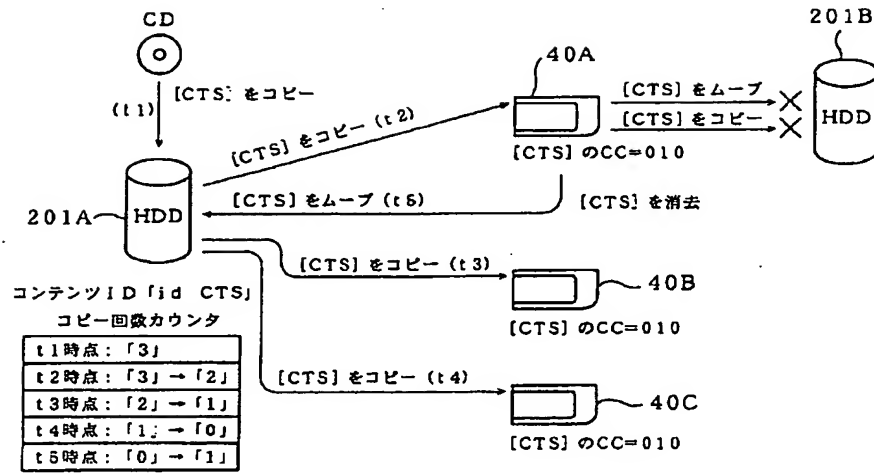 CD
201B
(t1)
[CTS]をコピー
40A
[CTS]をコピー(t2)
[CTS]をムーブ
[CTS]をコピー
HDD
[CTS]のCC=010
201A
HDD
[CTS]をムーブ(t5)
[CTS]を消去
[CTS]をコピー(t3)
40B
[CTS]のCC=010
コンテンツID「id CTS」
コピー回数カウンタ
t1時点:「3」
t2時点:「3」→「2」
t3時点:「2」→「1」
t4時点:「1」→「0」
t5時点:「0」→「1」
[CTS]をコピー(t4)
40C
[CTS]のCC=010